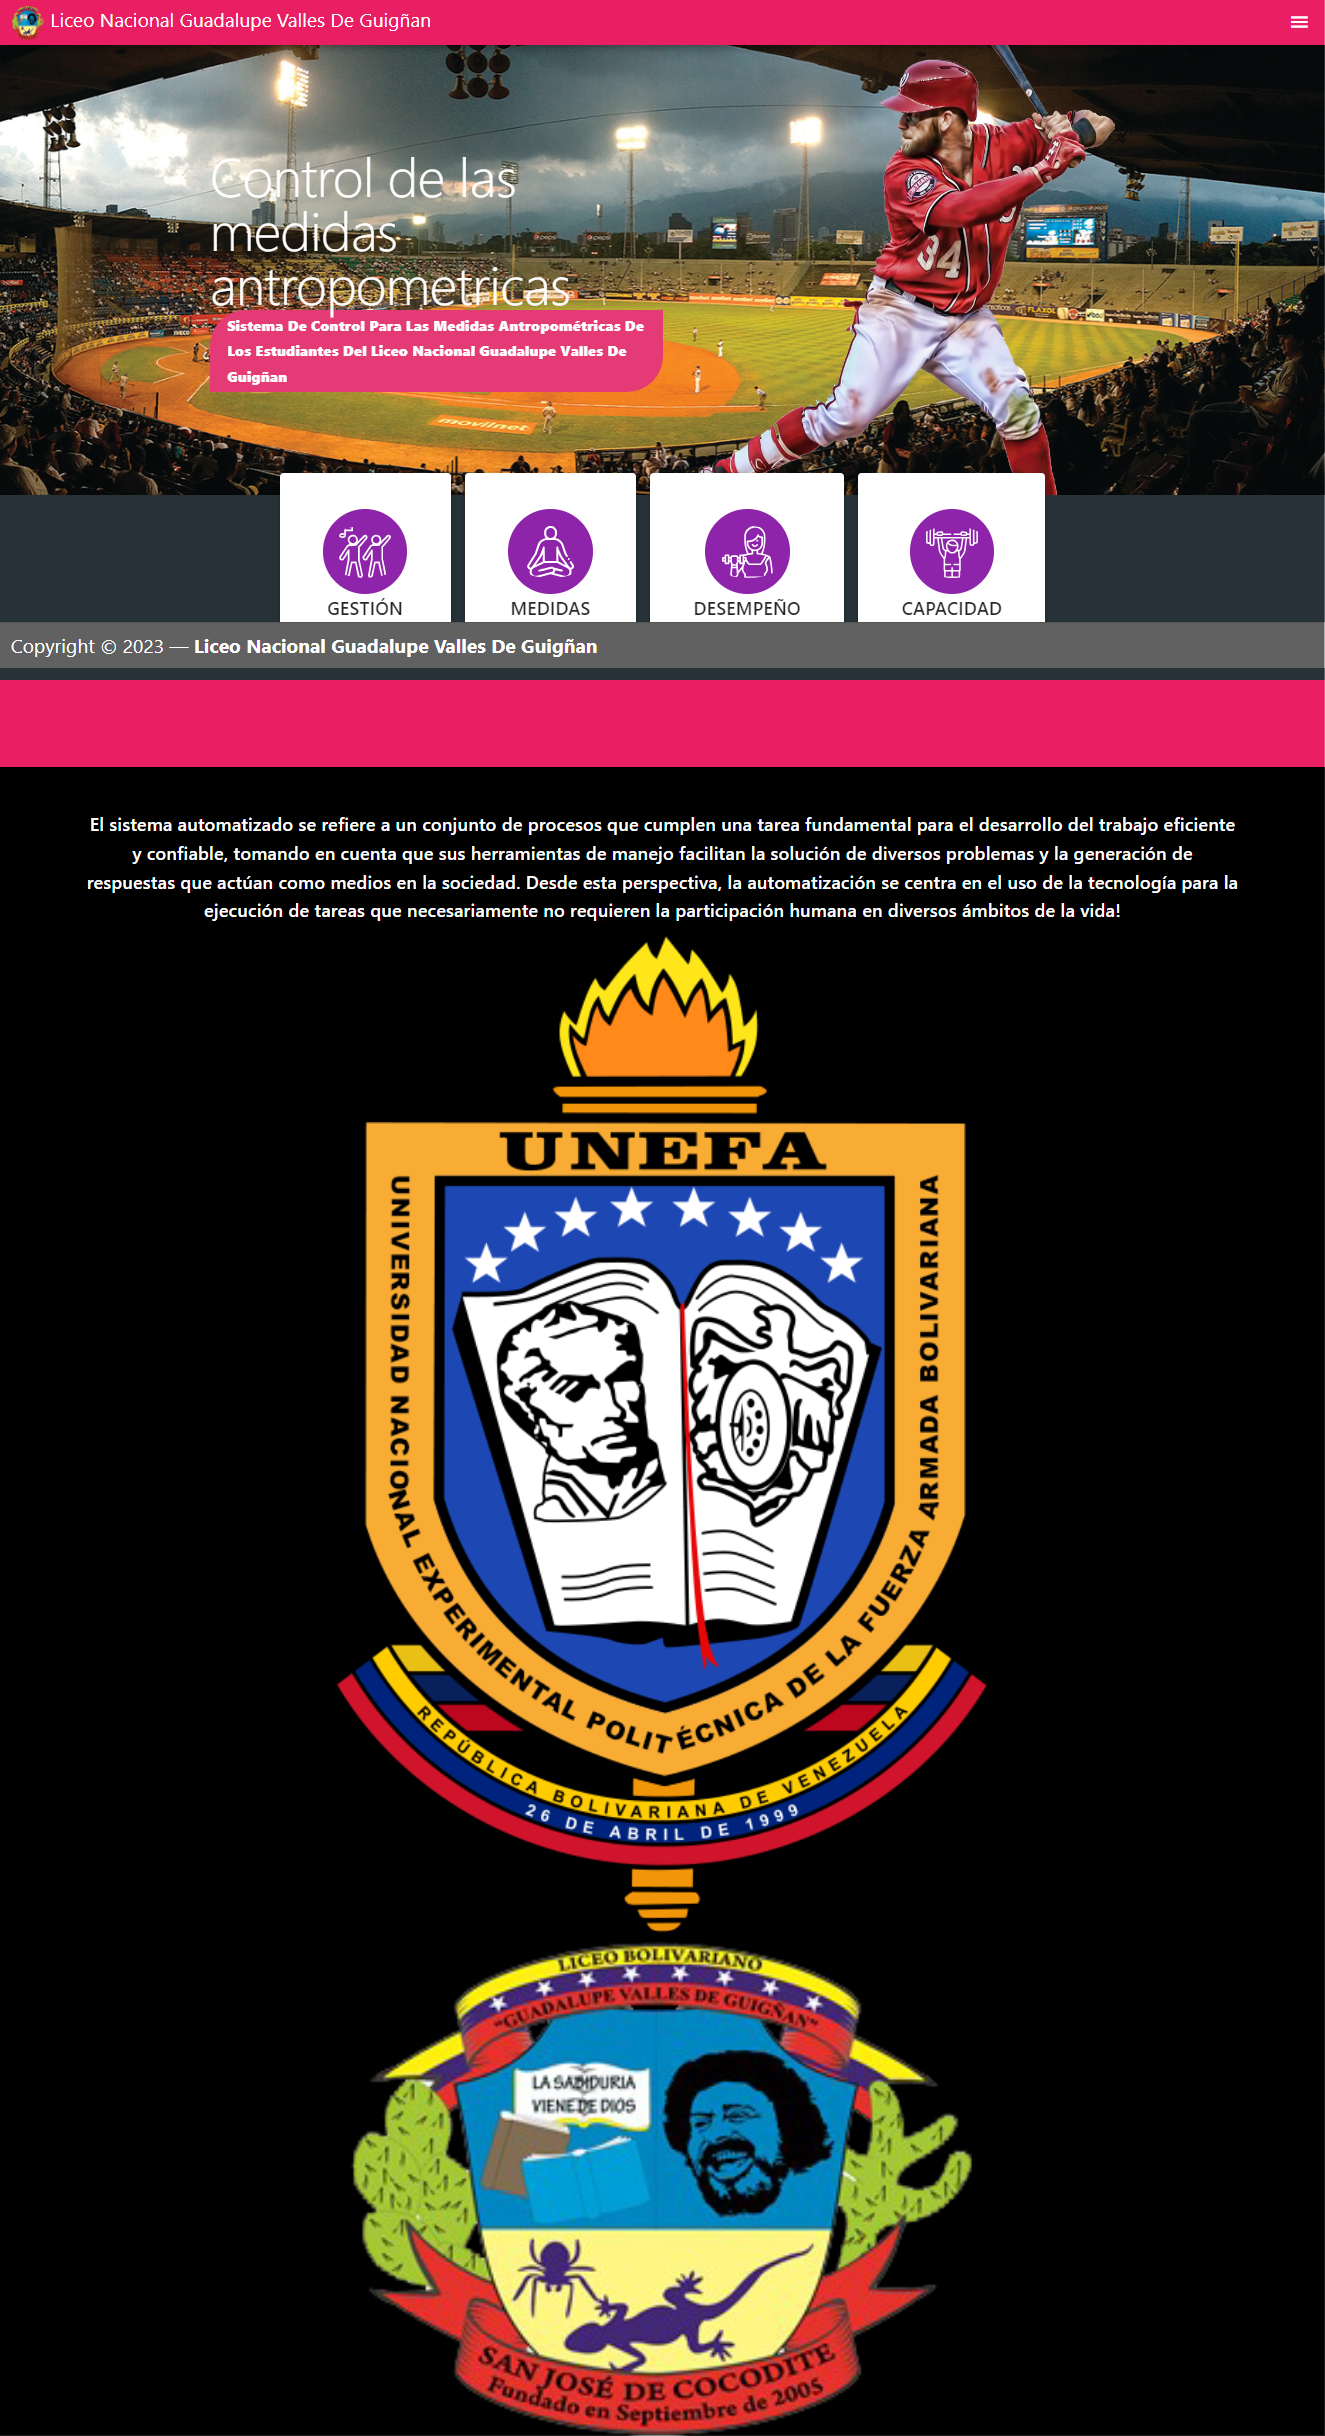 Liceo Nacional Guadalupe Valles De Guigñan
Control de las
medidas
antropometricas
Sistema De Control Para Las Medidas Antropométricas De
Los Estudiantes Del Liceo Nacional Guadalupe Valles De
Guigñan
34
movilnet
pepsi
pepsi
FLAXOL
IVECO
GESTIÓN
MEDIDAS
DESEMPEÑO
CAPACIDAD
Copyright © 2023 — Liceo Nacional Guadalupe Valles De Guigñan
El sistema automatizado se refiere a un conjunto de procesos que cumplen una tarea fundamental para el desarrollo del trabajo eficiente
y confiable, tomando en cuenta que sus herramientas de manejo facilitan la solución de diversos problemas y la generación de
respuestas que actúan como medios en la sociedad. Desde esta perspectiva, la automatización se centra en el uso de la tecnología para la
ejecución de tareas que necesariamente no requieren la participación humana en diversos ámbitos de la vida!
UNEFA
UNIVERSIDAD NACIONAL EXPERIMENTAL POLITÉCNICA DE LA FUERZA ARMADA BOLIVARIANA
REPÚBLICA BOLIVARIANA DE VENEZUELA
26 DE ABRIL DE 1999
LICEO BOLIVARIANO
"GUADALUPE VALLES DE GUIGÑAN"
LA SABIDURIA
VIENE DE DIOS
SAN JOSÉ DE COCODITE
Fundado en Septiembre de 2005